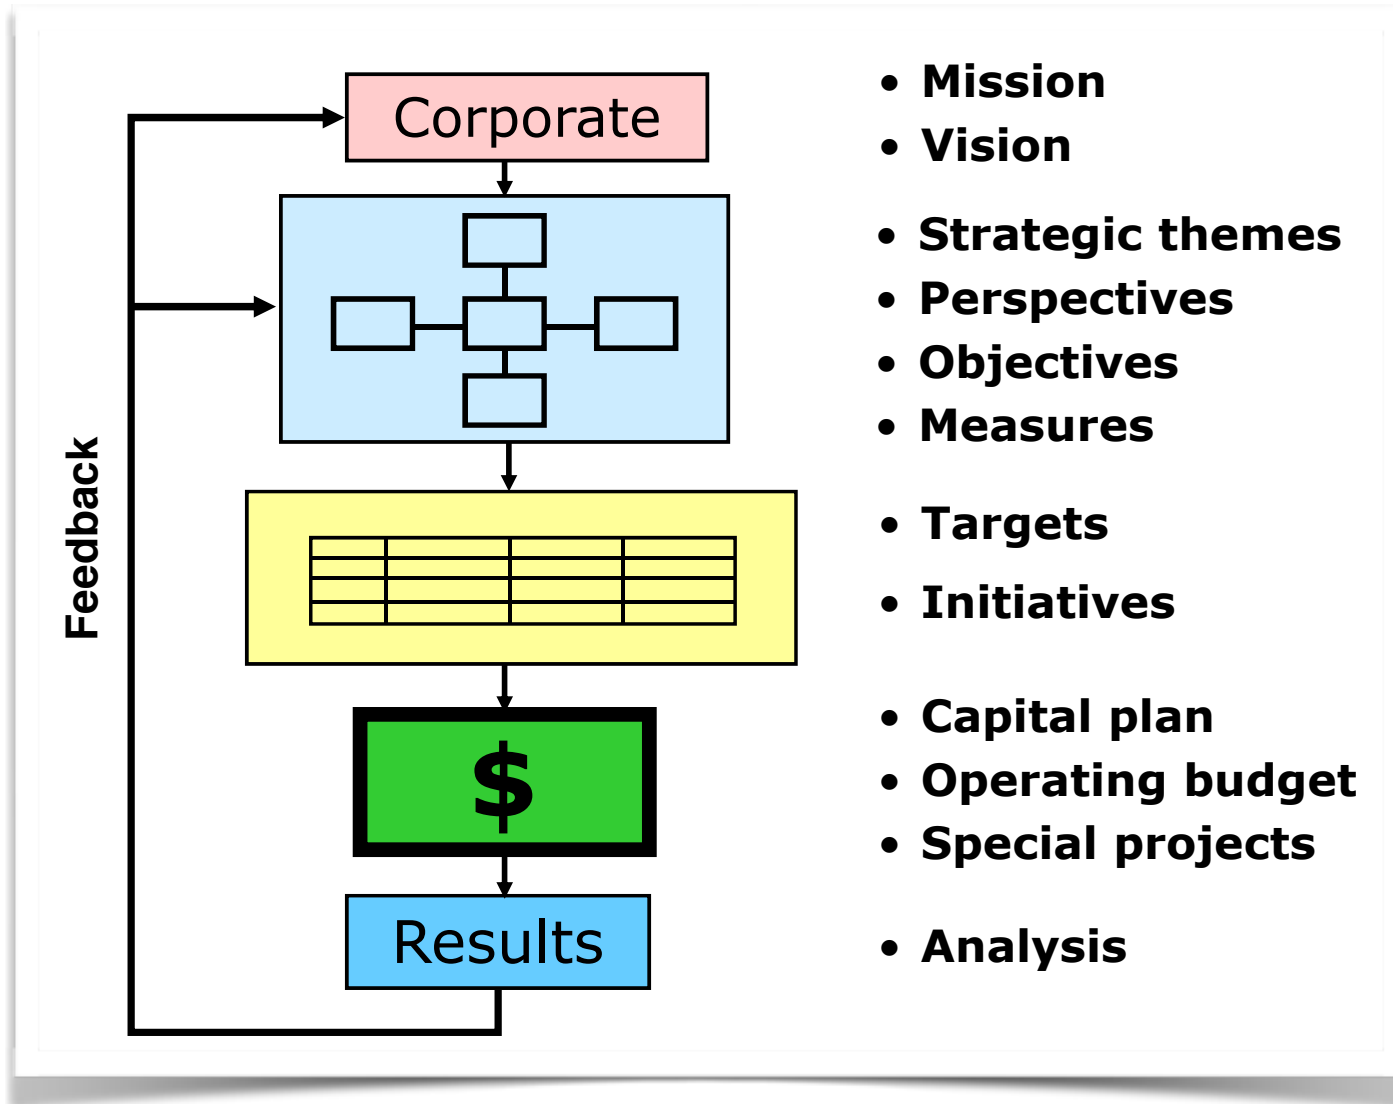 Corporate
• Mission
• Vision
• Strategic themes
• Perspectives
• Objectives
• Measures
Feedback
• Targets
• Initiatives
$
• Capital plan
• Operating budget
• Special projects
Results
• Analysis